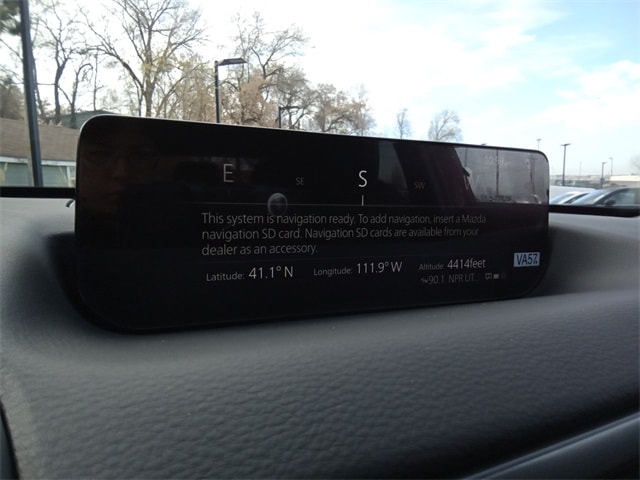 E SE S SW
This system is navigation ready. To add navigation, insert a Mazda
navigation SD card. Navigation SD cards are available from your
dealer as an accessory.
Latitude: 41.1° N Longitude: 111.9° W Altitude: 4414feet
90.1 NPR UT...